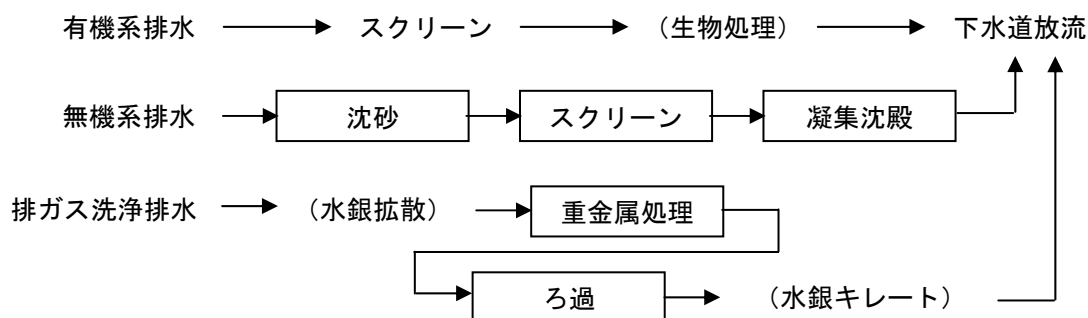 有機系排水 スクリーン （生物処理） 下水道放流
無機系排水 沈砂 スクリーン 凝集沈殿
排ガス洗浄排水 （水銀拡散） 重金属処理
ろ過 （水銀キレート）